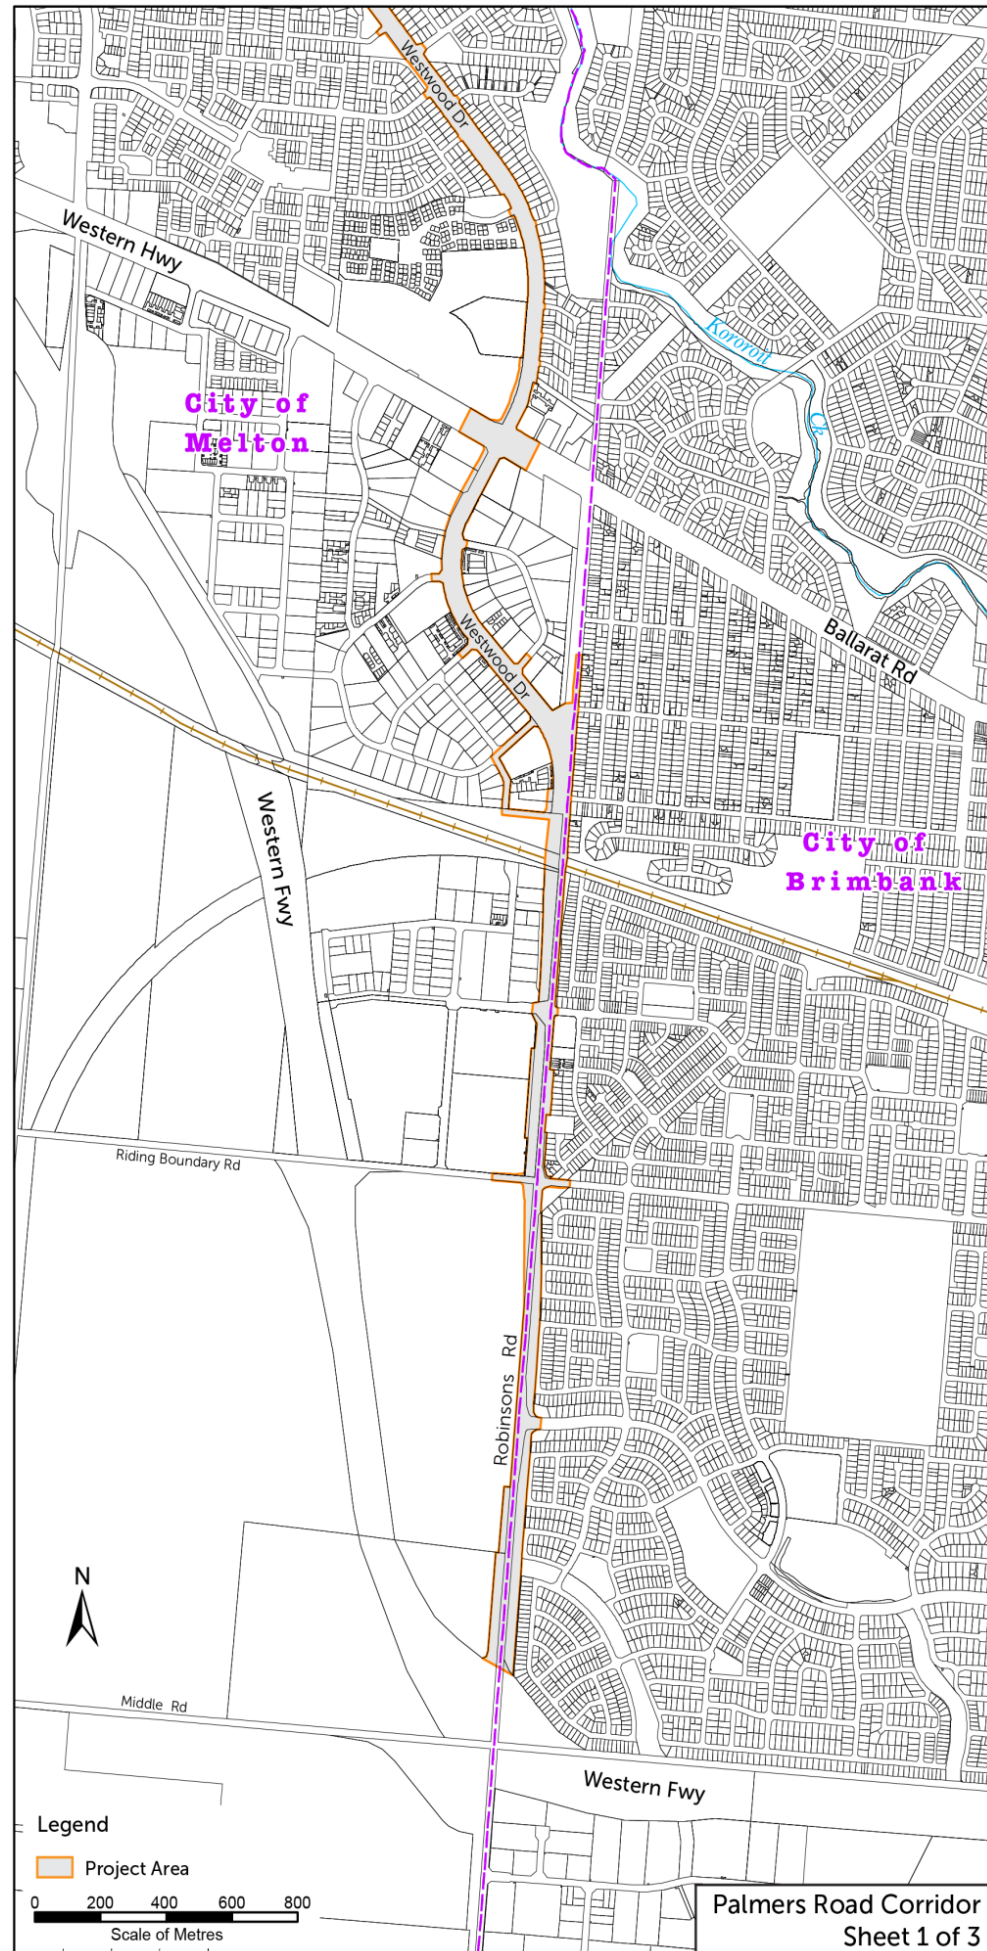 Westwood Dr
Western Hwy
Kororoit
Ck
City of
Melton
Westwood Dr
Ballarat Rd
Western Fwy
City of
Brimbank
Riding Boundary Rd
Robinsons Rd
N
Middle Rd
Western Fwy
Legend
Project Area
0 200 400 600 800
Scale of Metres
Palmers Road Corridor
Sheet 1 of 3